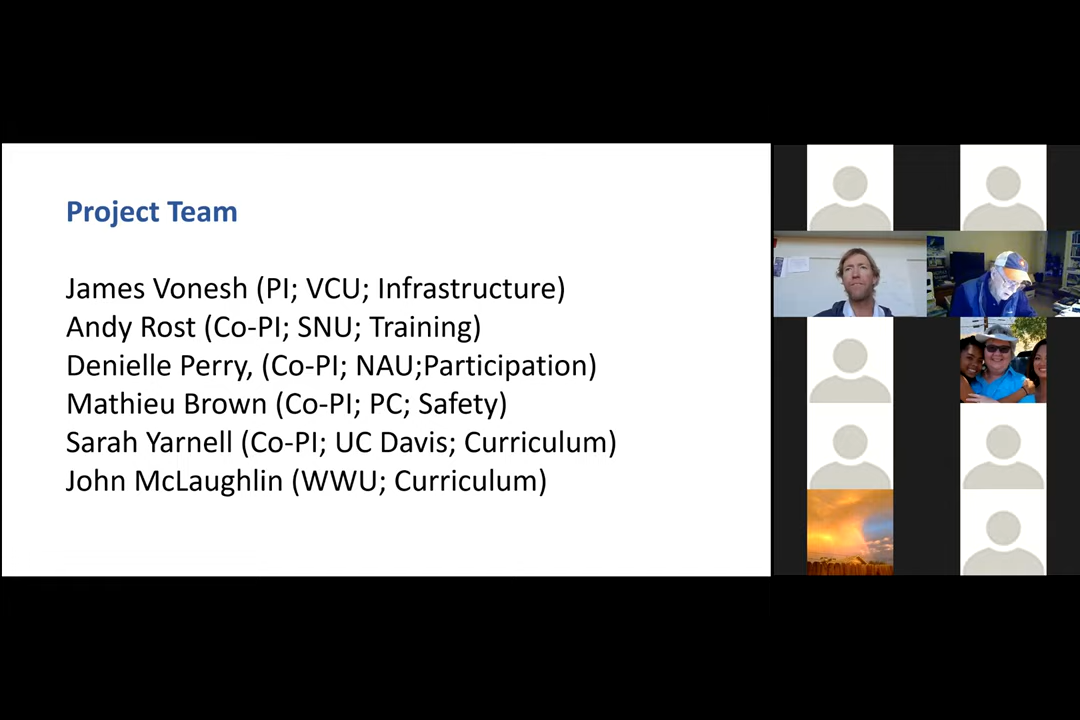 Project Team
James Vonesh (PI; VCU; Infrastructure)
Andy Rost (Co-PI; SNU; Training)
Denielle Perry, (Co-PI; NAU;Participation)
Mathieu Brown (Co-PI; PC; Safety)
Sarah Yarnell (Co-PI; UC Davis; Curriculum)
John McLaughlin (WWU; Curriculum)